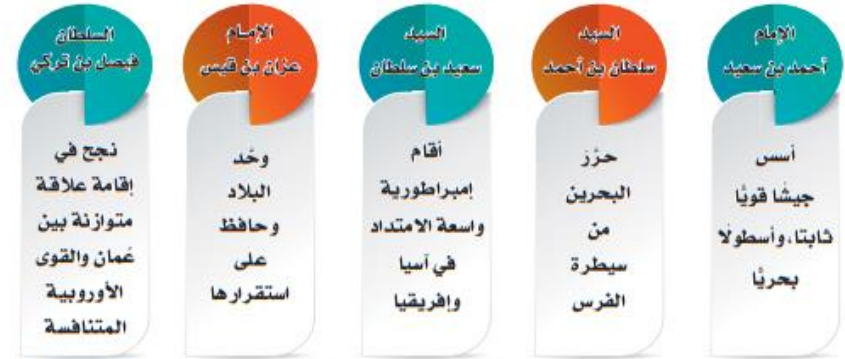 الإمام
أحمد بن سعيد
أسس
جيشًا قويًا
ثابتا، وأسطولًا
بحريًا
السيد
سلطان بن أحمد
حرَّر
البحرين
من
سيطرة
الفرس
السيد
سعيد بن سلطان
أقام
إمبراطورية
واسعة الامتداد
في آسيا
وإفريقيا
الإمام
عزان بن قيس
وحَّد
البلاد
وحافظ
على
استقرارها
السلطان
فيصل بن تركي
نجح في
إقامة علاقة
متوازنة بين
عُمان والقوى
الأوروبية
المتنافسة